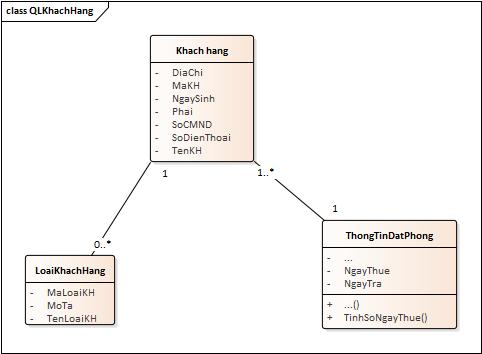 class QLKhachHang
Khach hang
- DiaChi
- MaKH
- NgaySinh
- Phai
- SoCMND
- SoDienThoai
- TenKH
1
1..*
0..*
1
LoaiKhachHang
- MaLoaiKH
- MoTa
- TenLoaiKH
ThongTinDatPhong
- ...
- NgayThue
- NgayTra
+ ...()
+ TinhSoNgayThue()